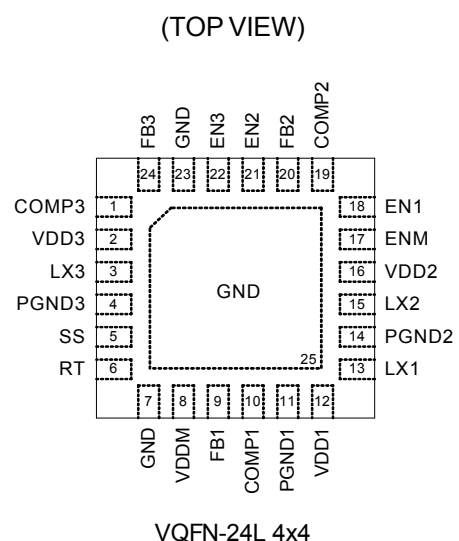 (TOP VIEW)
FB3
GND
EN3
EN2
FB2
COMP2
24
23
22
21
20
19
COMP3 1
18 EN1
VDD3 2
17 ENM
LX3 3
16 VDD2
GND
PGND3 4
15 LX2
SS 5
14 PGND2
RT 6
25
13 LX1
7
8
9
10
11
12
GND
VDDM
FB1
COMP1
PGND1
VDD1
VQFN-24L 4x4